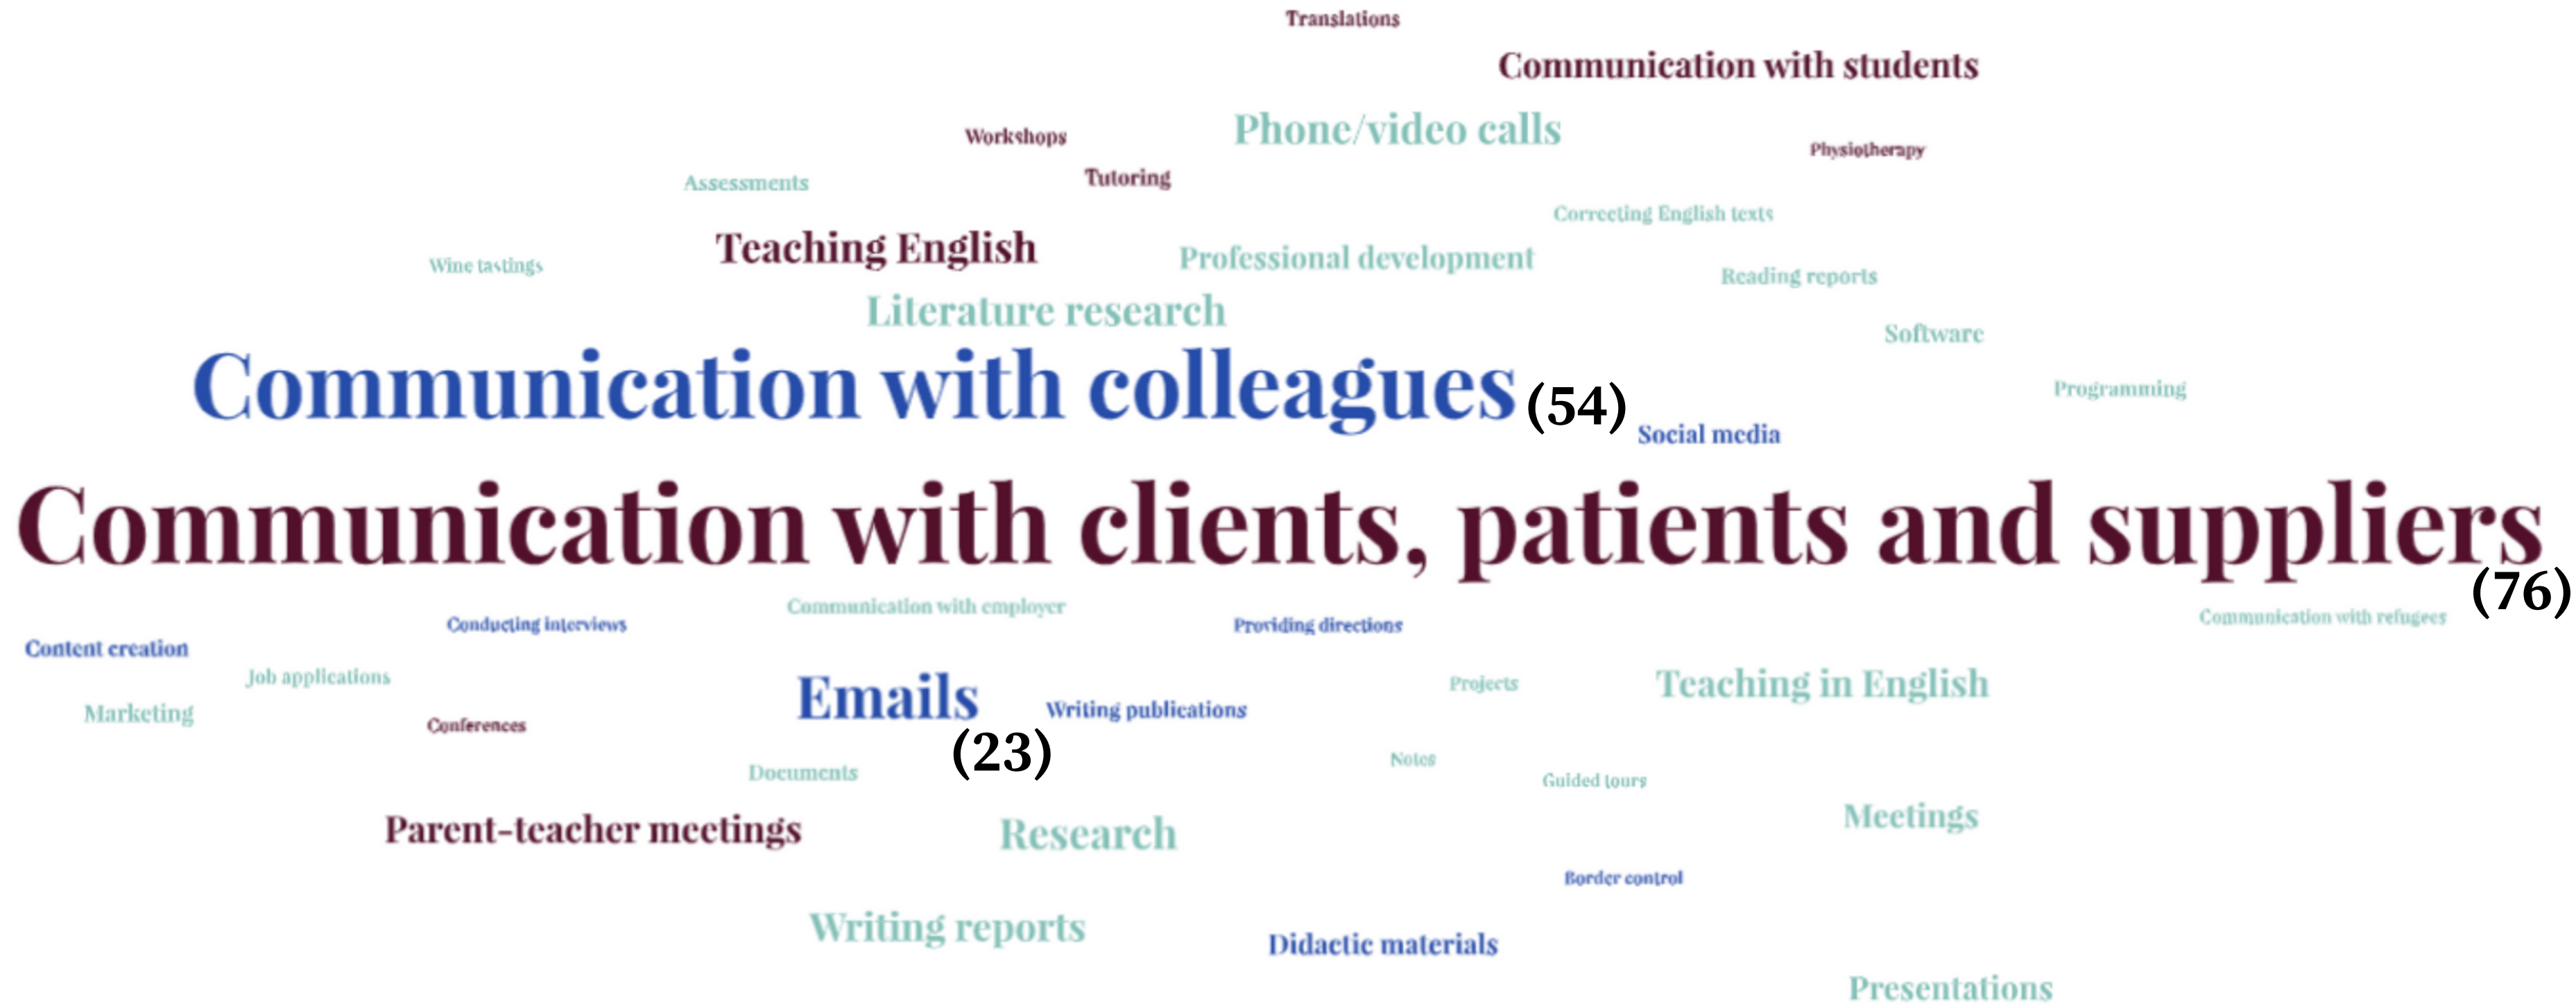 Translations
Communication with students
Phone/video calls
Workshops
Physiotherapy
Tutoring
Assessments
Correcting English texts
Teaching English
Professional development
Wine tastings
Reading reports
Literature research
Software
Communication with colleagues (54)
Programming
Social media
Communication with clients, patients and suppliers
(76)
Communication with employer
Communication with refugees
Conducting interviews
Providing directions
Content creation
Job applications
Projects
Teaching in English
Emails
Writing publications
Marketing
Conferences
(23)
Notes
Documents
Guided tours
Meetings
Parent-teacher meetings
Research
Border control
Writing reports
Didactic materials
Presentations